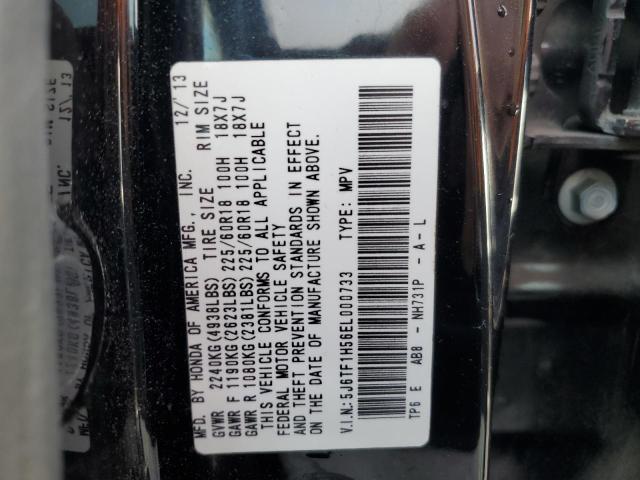 MFD. BY HONDA OF AMERICA MFG., INC. 12/'13
GVWR 2240KG(4938LBS) TIRE SIZE RIM SIZE
GAWR F 1190KG(2623LBS) 225/60R18 100H 18X7J
GAWR R 1080KG(2381LBS) 225/60R18 100H 18X7J
THIS VEHICLE CONFORMS TO ALL APPLICABLE
FEDERAL MOTOR VEHICLE SAFETY
AND THEFT PREVENTION STANDARDS IN EFFECT
ON THE DATE OF MANUFACTURE SHOWN ABOVE.
V.I.N.:5J6TF1H56EL000733 TYPE: MPV
TP6 E AB8 - NH731P - A - L